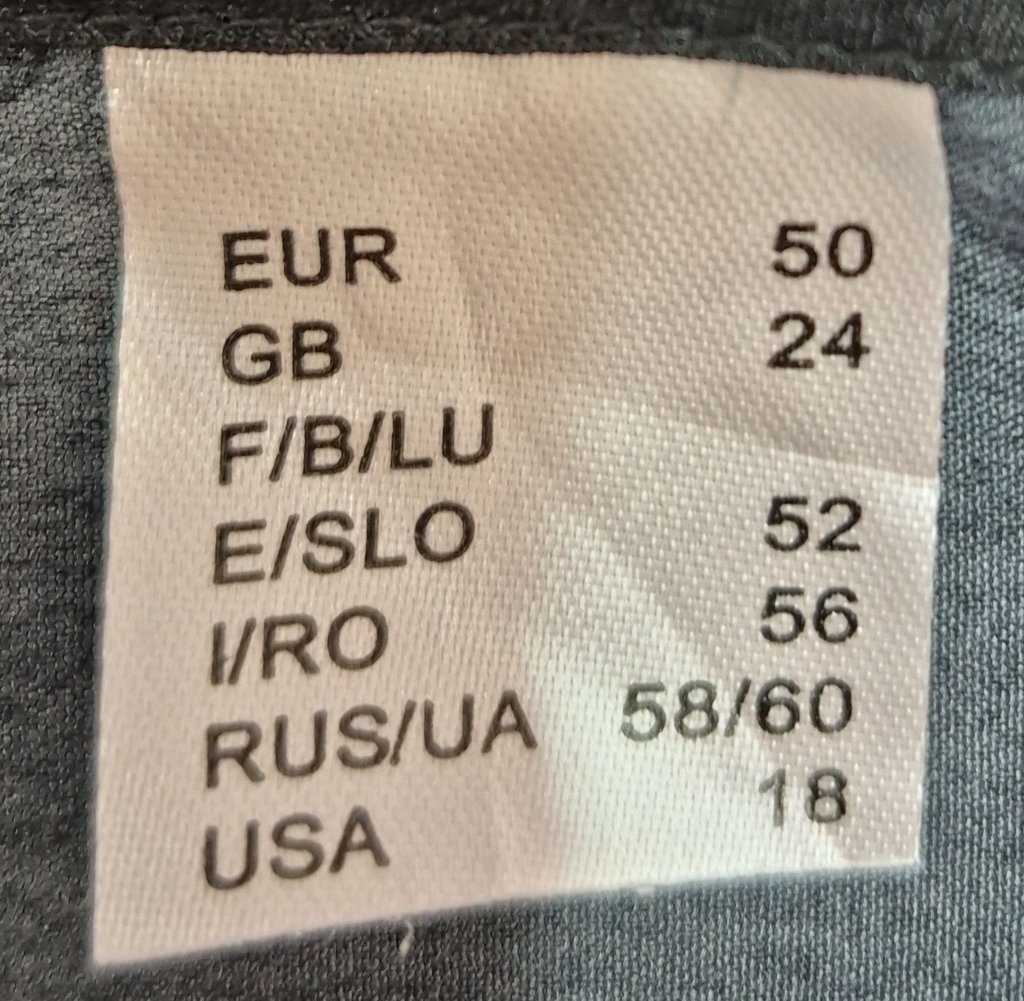 EUR 50
GB 24
F/B/LU
E/SLO 52
I/RO 56
RUS/UA 58/60
USA 18